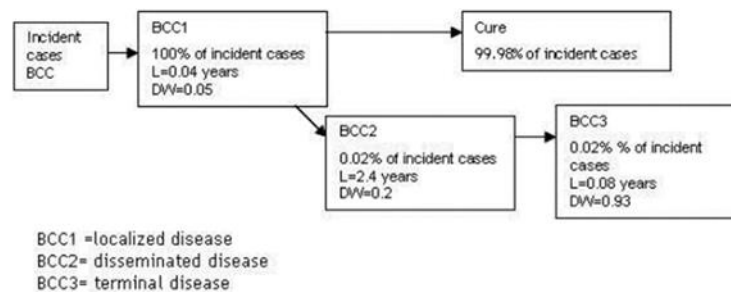 Incident
cases
BCC
BCC1
100% of incident cases
L=0.04 years
DW=0.05
Cure
99.98% of incident cases
BCC2
0.02% of incident cases
L=2.4 years
DW=0.2
BCC3
0.02% % of incident
cases
L=0.08 years
DW=0.93
BCC1 =localized disease
BCC2= disseminated disease
BCC3= terminal disease